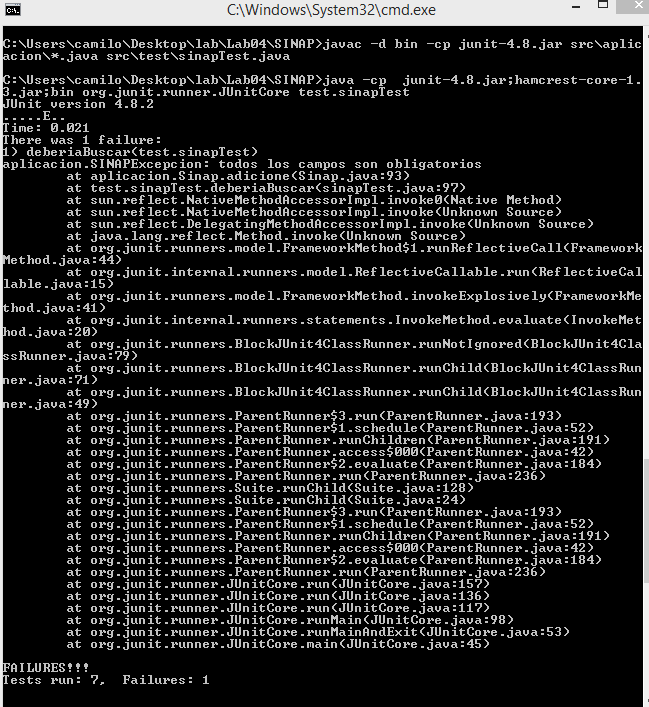 C:\Windows\System32\cmd.exe
C:\Users\camilo\Desktop\lab\Lab04\SINAP>javac -d bin -cp junit-4.8.jar src\aplic
acion\*.java src\test\sinapTest.java
C:\Users\camilo\Desktop\lab\Lab04\SINAP>java -cp  junit-4.8.jar;hamcrest-core-1.
3.jar;bin org.junit.runner.JUnitCore test.sinapTest
JUnit version 4.8.2
.....E..
Time: 0.021
There was 1 failure:
1) deberiaBuscar(test.sinapTest)
aplicacion.SINAPExcepcion: todos los campos son obligatorios
        at aplicacion.Sinap.adicione(Sinap.java:93)
        at test.sinapTest.deberiaBuscar(sinapTest.java:97)
        at sun.reflect.NativeMethodAccessorImpl.invoke0(Native Method)
        at sun.reflect.NativeMethodAccessorImpl.invoke(Unknown Source)
        at sun.reflect.DelegatingMethodAccessorImpl.invoke(Unknown Source)
        at java.lang.reflect.Method.invoke(Unknown Source)
        at org.junit.runners.model.FrameworkMethod$1.runReflectiveCall(Framework
Method.java:44)
        at org.junit.internal.runners.model.ReflectiveCallable.run(ReflectiveCal
lable.java:15)
        at org.junit.runners.model.FrameworkMethod.invokeExplosively(FrameworkMe
thod.java:41)
        at org.junit.internal.runners.statements.InvokeMethod.evaluate(InvokeMet
hod.java:20)
        at org.junit.runners.BlockJUnit4ClassRunner.runNotIgnored(BlockJUnit4Cla
ssRunner.java:79)
        at org.junit.runners.BlockJUnit4ClassRunner.runChild(BlockJUnit4ClassRun
ner.java:71)
        at org.junit.runners.BlockJUnit4ClassRunner.runChild(BlockJUnit4ClassRun
ner.java:49)
        at org.junit.runners.ParentRunner$3.run(ParentRunner.java:193)
        at org.junit.runners.ParentRunner$1.schedule(ParentRunner.java:52)
        at org.junit.runners.ParentRunner.runChildren(ParentRunner.java:191)
        at org.junit.runners.ParentRunner.access$000(ParentRunner.java:42)
        at org.junit.runners.ParentRunner$2.evaluate(ParentRunner.java:184)
        at org.junit.runners.ParentRunner.run(ParentRunner.java:236)
        at org.junit.runners.Suite.runChild(Suite.java:128)
        at org.junit.runners.Suite.runChild(Suite.java:24)
        at org.junit.runners.ParentRunner$3.run(ParentRunner.java:193)
        at org.junit.runners.ParentRunner$1.schedule(ParentRunner.java:52)
        at org.junit.runners.ParentRunner.runChildren(ParentRunner.java:191)
        at org.junit.runners.ParentRunner.access$000(ParentRunner.java:42)
        at org.junit.runners.ParentRunner$2.evaluate(ParentRunner.java:184)
        at org.junit.runners.ParentRunner.run(ParentRunner.java:236)
        at org.junit.runner.JUnitCore.run(JUnitCore.java:157)
        at org.junit.runner.JUnitCore.run(JUnitCore.java:136)
        at org.junit.runner.JUnitCore.run(JUnitCore.java:117)
        at org.junit.runner.JUnitCore.runMain(JUnitCore.java:98)
        at org.junit.runner.JUnitCore.runMainAndExit(JUnitCore.java:53)
        at org.junit.runner.JUnitCore.main(JUnitCore.java:45)
FAILURES!!!
Tests run: 7,  Failures: 1